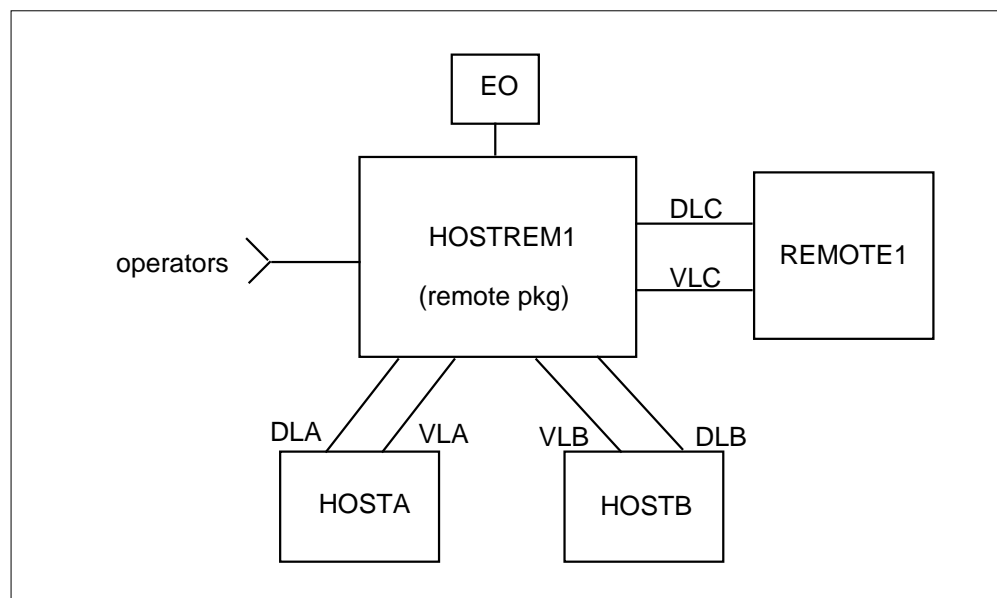 EO
DLC
HOSTREM1
REMOTE1
operators
(remote pkg)
VLC
DLA
VLA
VLB
DLB
HOSTA
HOSTB